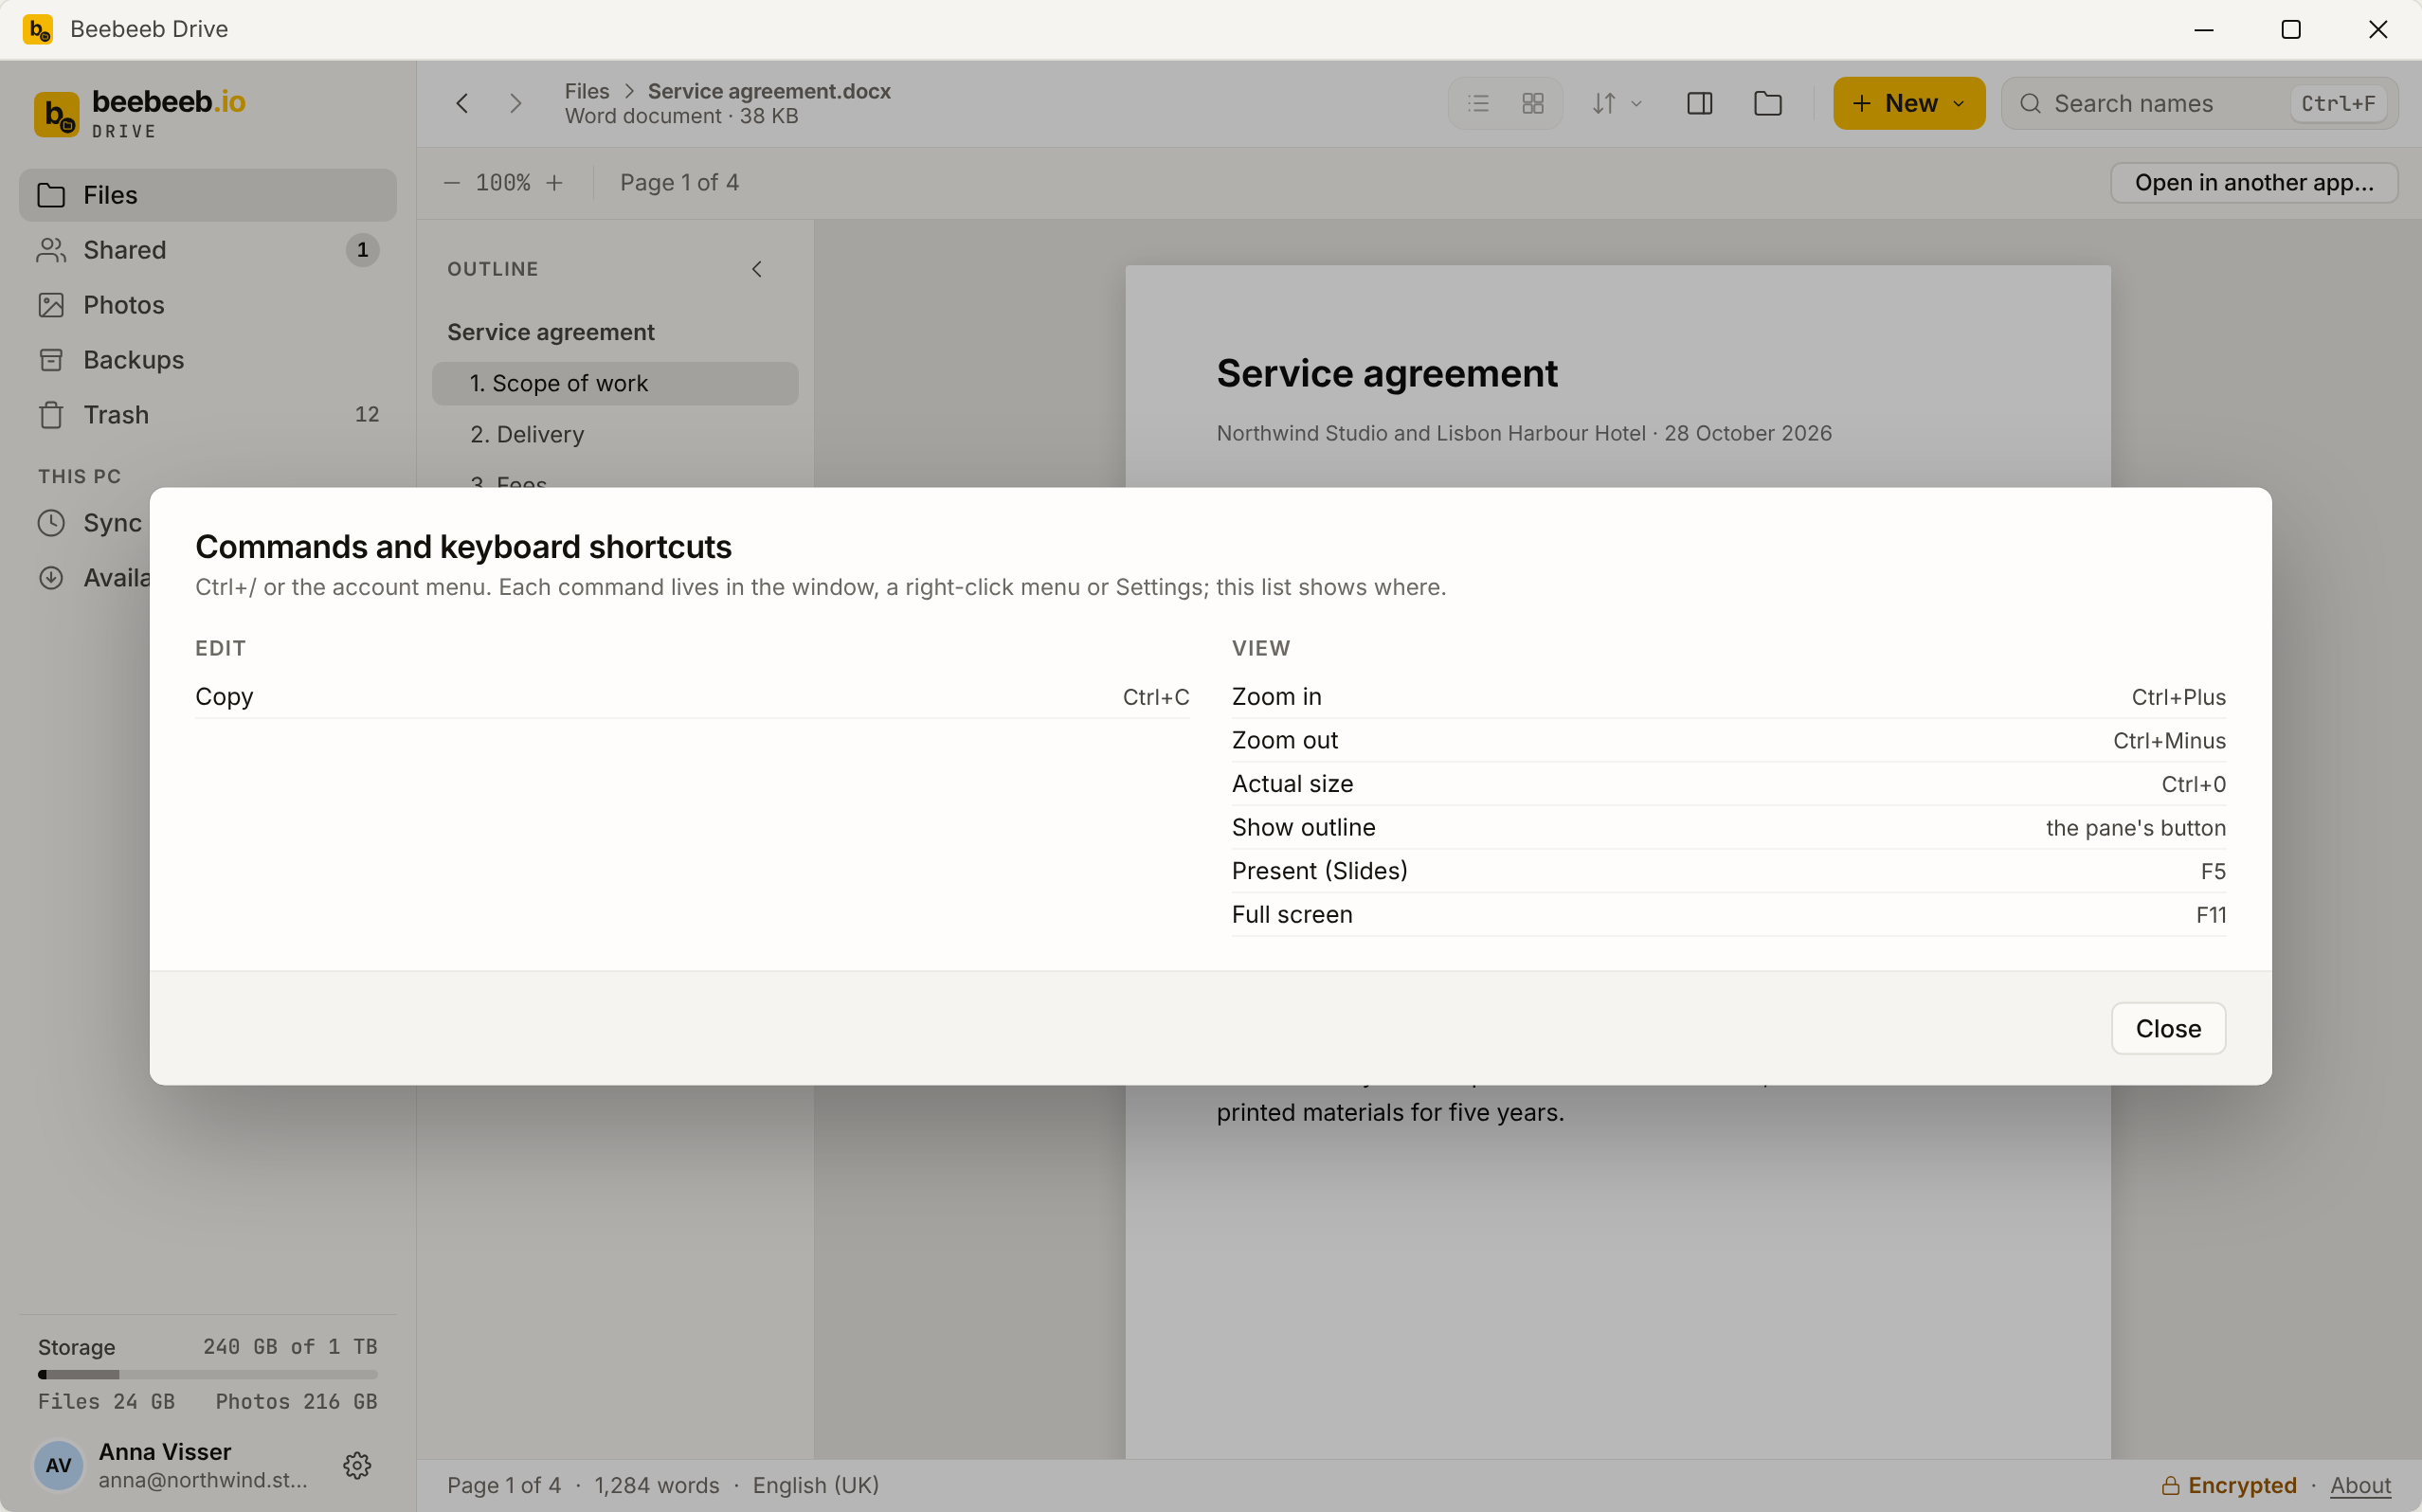 Beebeeb Drive
beebeeb.io
DRIVE
Files
Shared 1
Photos
Backups
Trash 12
THIS PC
Sync
Availa
Storage 240 GB of 1 TB
Files 24 GB Photos 216 GB
AV
Anna Visser
anna@northwind.st...
Files > Service agreement.docx
Word document · 38 KB
+ New
Search names Ctrl+F
− 100% + Page 1 of 4
Open in another app...
OUTLINE
Service agreement
1. Scope of work
2. Delivery
3. Fees
Service agreement
Northwind Studio and Lisbon Harbour Hotel · 28 October 2026
Commands and keyboard shortcuts
Ctrl+/ or the account menu. Each command lives in the window, a right-click menu or Settings; this list shows where.
EDIT
Copy Ctrl+C
VIEW
Zoom in Ctrl+Plus
Zoom out Ctrl+Minus
Actual size Ctrl+0
Show outline the pane's button
Present (Slides) F5
Full screen F11
Close
printed materials for five years.
Page 1 of 4 · 1,284 words · English (UK)
Encrypted · About